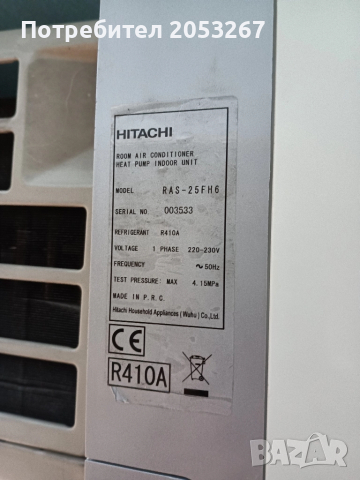 Потребител 2053267
HITACHI
ROOM AIR CONDITIONER
HEAT PUMP INDOOR UNIT
MODEL RAS-25FH6
SERIAL NO. 003533
REFRIGERANT R410A
VOLTAGE 1 PHASE 220-230V
FREQUENCY ~50Hz
TEST PRESSURE: MAX 4.15MPa
MADE IN P.R.C.
Hitachi Household Appliances (Wuhu) Co.,Ltd.
CE
R410A
BAZAR